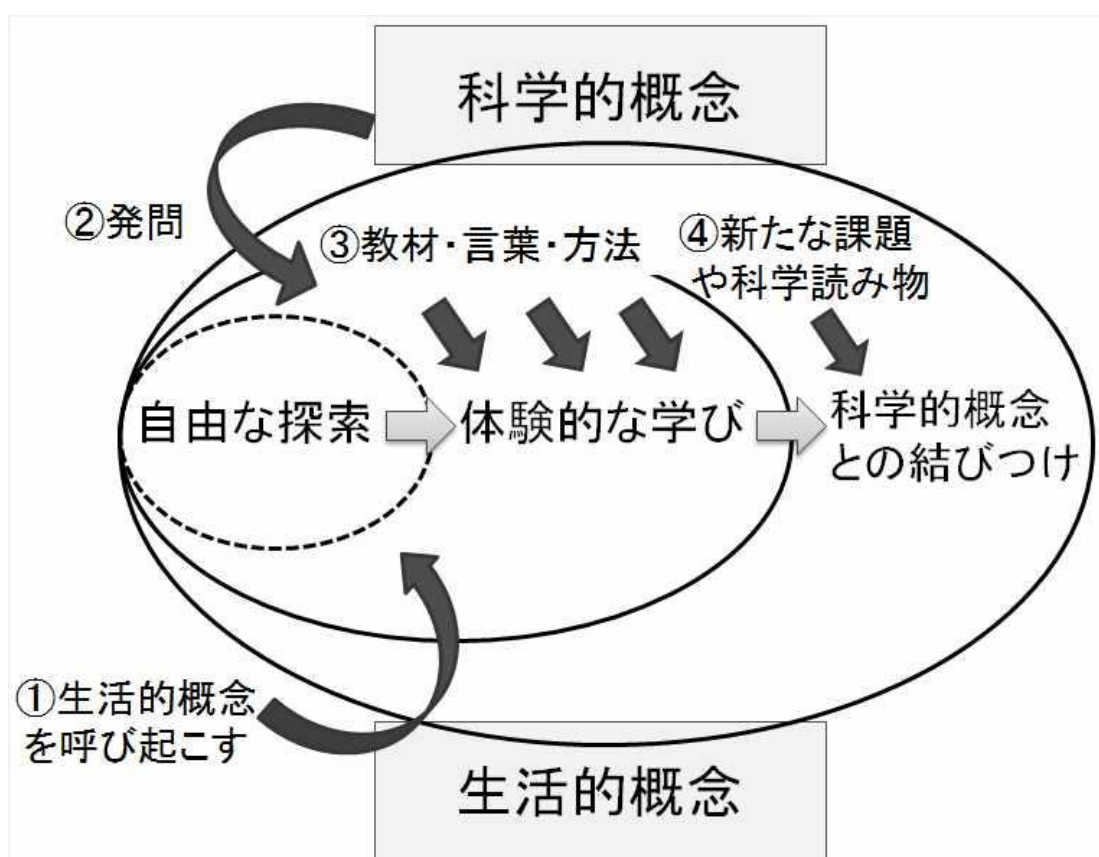 科学的概念
②発問
③教材・言葉・方法
④新たな課題
や科学読み物
自由な探索
体験的な学び
科学的概念
との結びつけ
①生活的概念
を呼び起こす
生活的概念